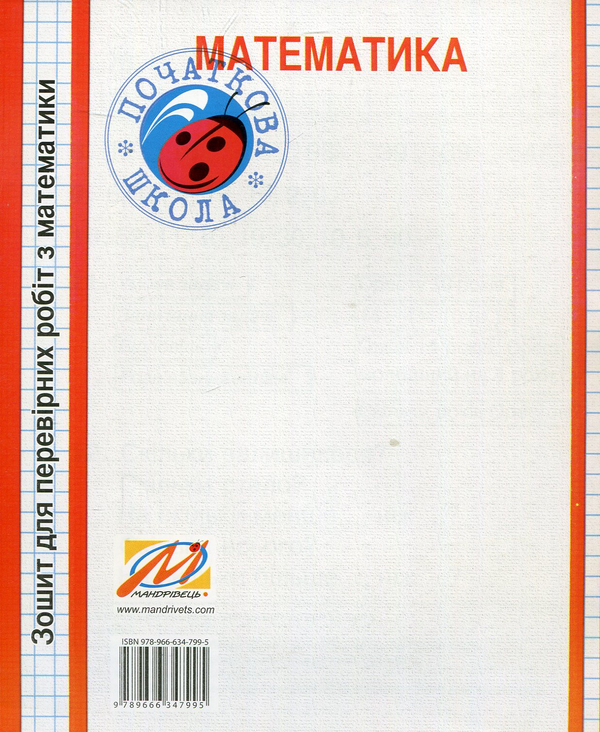 МАТЕМАТИКА
ПОЧАТКОВА
* ШКОЛА *
Зошит для перевірних робіт з математики
М
МАНДРІВЕЦЬ
www.mandrivets.com
ISBN 978-966-634-799-5
9 789666 347995